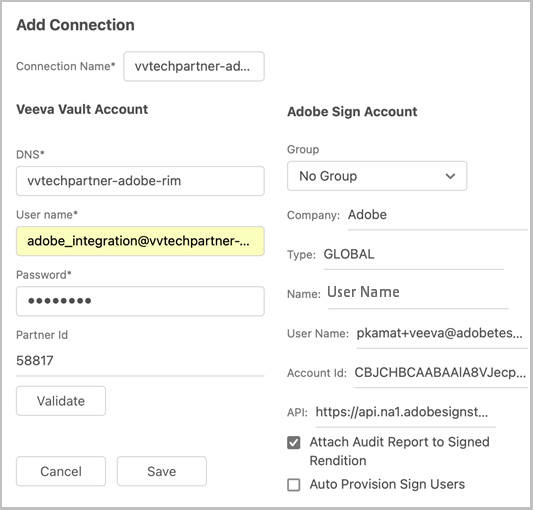 Add Connection
Connection Name* vvtechpartner-ad...
Veeva Vault Account
DNS*
vvtechpartner-adobe-rim
User name*
adobe_integration@vvtechpartner-...
Password*
●●●●●●●●
Partner Id
58817
Validate
Cancel Save
Adobe Sign Account
Group
No Group
Company: Adobe
Type: GLOBAL
Name: User Name
User Name: pkamat+veeva@adobetes...
Account Id: CBJCHBCAABAAIA8VJecp...
API: https://api.na1.adobesignst...
Attach Audit Report to Signed
Rendition
Auto Provision Sign Users